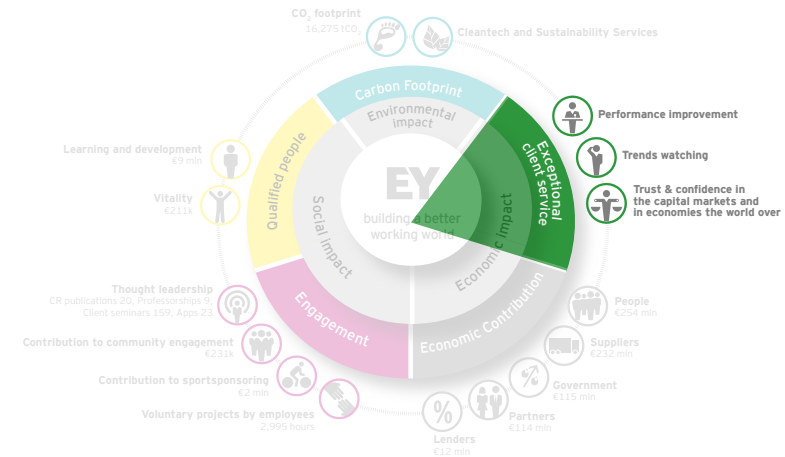 CO₂ footprint
16,275 tCO₂
Cleantech and Sustainability Services
Carbon Footprint
Environmental
impact
Performance improvement
Trends watching
Trust & confidence in
the capital markets and
in economies the world over
Exceptional
client service
Qualified people
Learning and development
€9 mln
Vitality
€211k
EY
building a better
working world
Social impact
Economic impact
Thought leadership
CR publications 20, Professorships 9,
Client seminars 159, Apps 23
Engagement
Economic Contribution
People
€254 mln
Contribution to community engagement
€231k
Suppliers
€232 mln
Contribution to sportsponsoring
€2 mln
Government
€115 mln
Voluntary projects by employees
2,995 hours
%
Partners
€114 mln
Lenders
€12 mln